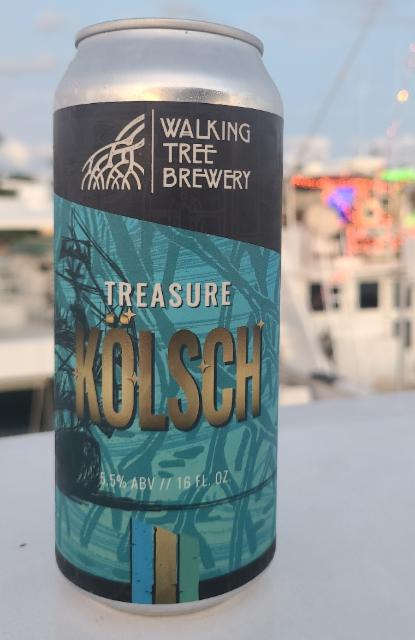 WALKING
TREE
BREWERY
TREASURE
KÖLSCH
5.5% ABV // 16 FL. OZ